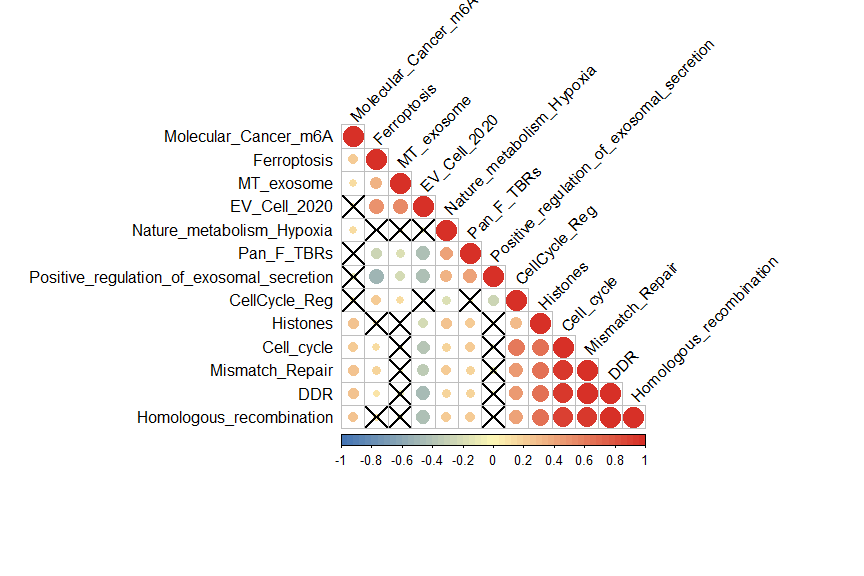 Molecular_Cancer_m6A
Ferroptosis
MT_exosome
EV_Cell_2020
Nature_metabolism_Hypoxia
Pan_F_TBRs
Positive_regulation_of_exosomal_secretion
CellCycle_Reg
Histones
Cell_cycle
Mismatch_Repair
DDR
Homologous_recombination
Molecular_Cancer_m6A
Ferroptosis
MT_exosome
EV_Cell_2020
Nature_metabolism_Hypoxia
Pan_F_TBRs
Positive_regulation_of_exosomal_secretion
CellCycle_Reg
Histones
Cell_cycle
Mismatch_Repair
DDR
Homologous_recombination
-1 -0.8 -0.6 -0.4 -0.2 0 0.2 0.4 0.6 0.8 1